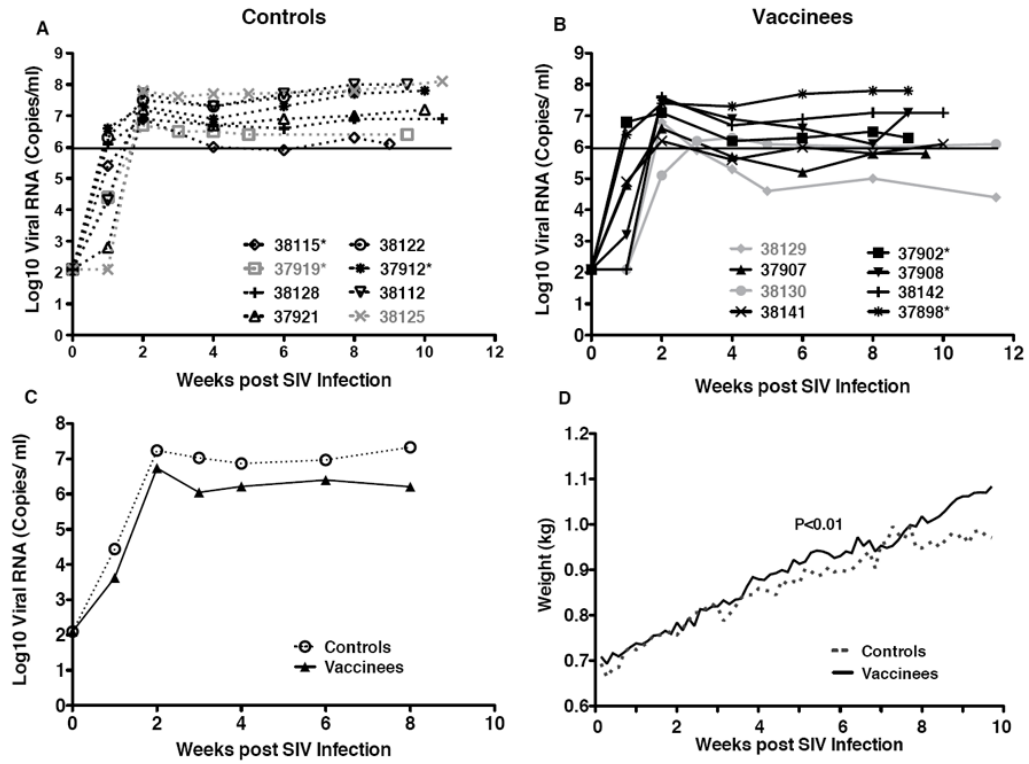 Controls
Vaccinees
A
Log10 Viral RNA (Copies/ml)
9
8
7
6
5
4
3
2
1
0
38115*
37919*
38128
37921
38122
37912*
38112
38125
0 2 4 6 8 10 12
Weeks post SIV Infection
B
Log10 Viral RNA (Copies/ ml)
9
8
7
6
5
4
3
2
1
0
38129
37907
38130
38141
37902*
37908
38142
37898*
0 2 4 6 8 10 12
Weeks post SIV Infection
C
Log10 Viral RNA (Copies/ ml)
8
7
6
5
4
3
2
1
0
Controls
Vaccinees
0 2 4 6 8 10
Weeks post SIV Infection
D
Weight (kg)
1.2
1.1
1.0
0.9
0.8
0.7
0.6
P<0.01
Controls
Vaccinees
0 2 4 6 8 10
Weeks post SIV Infection